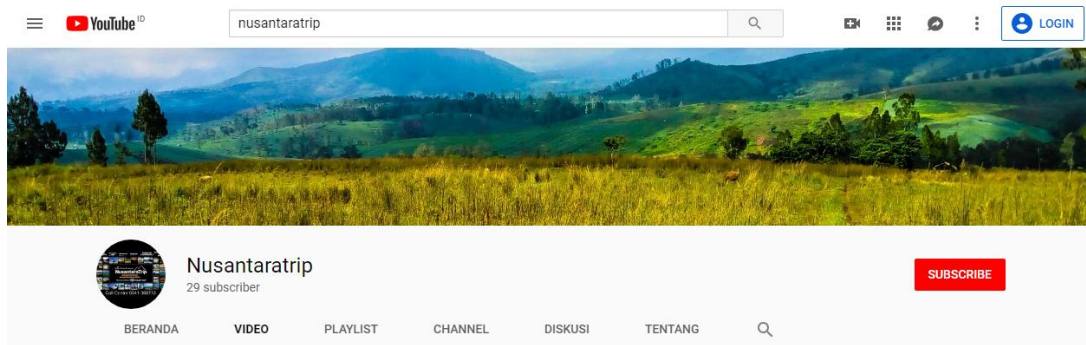 YouTube ID
nusantaratrip
LOGIN
Nusantaratrip
29 subscriber
SUBSCRIBE
BERANDA VIDEO PLAYLIST CHANNEL DISKUSI TENTANG